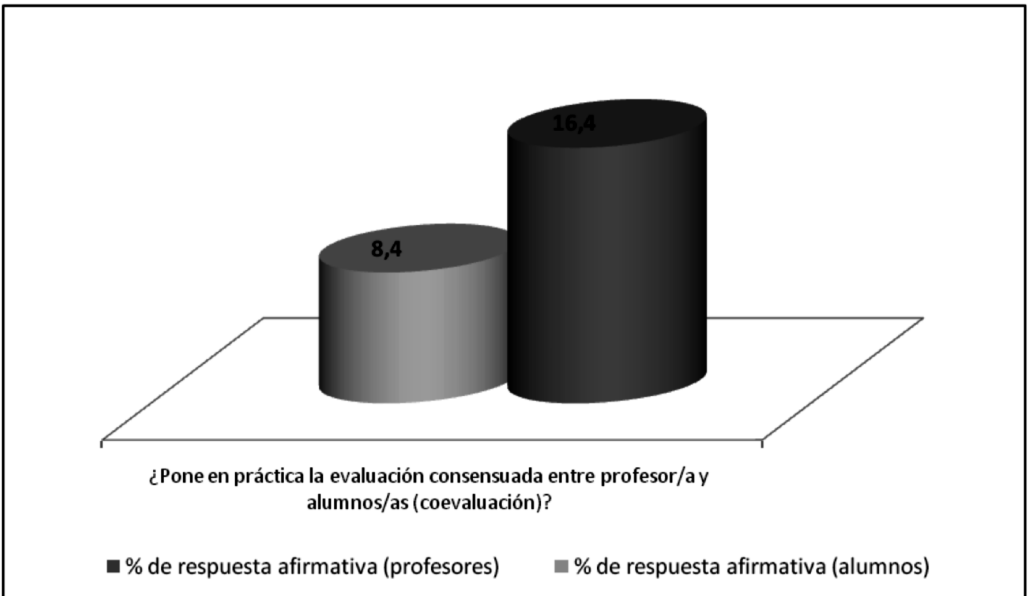 16,4
8,4
¿Pone en práctica la evaluación consensuada entre profesor/a y
alumnos/as (coevaluación)?
% de respuesta afirmativa (profesores)
% de respuesta afirmativa (alumnos)